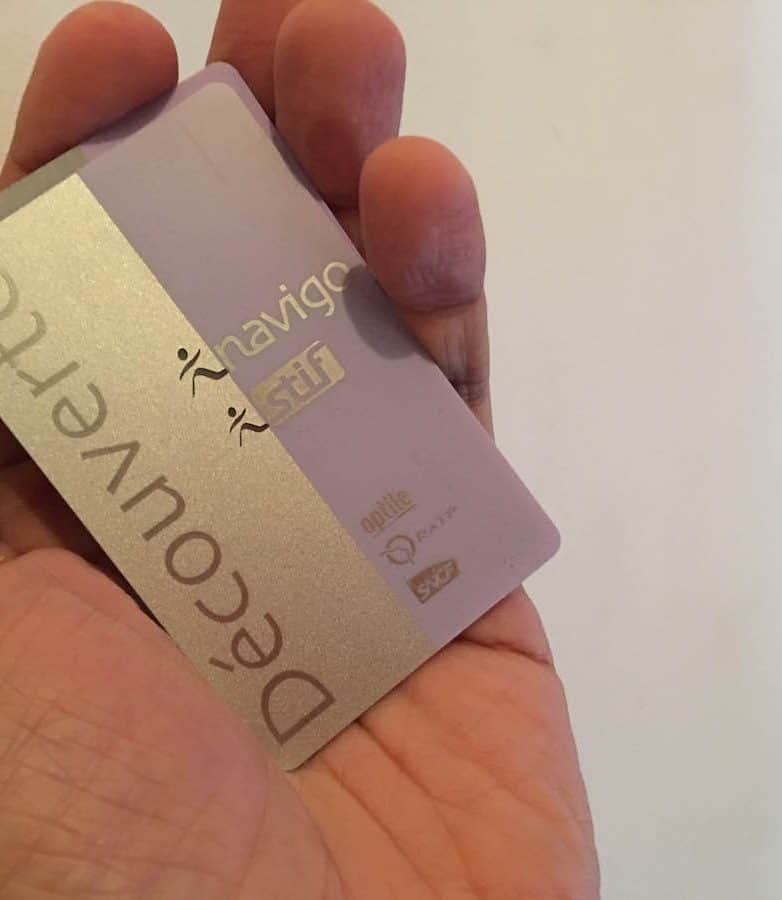 navigo
stif
optile
RATP
SNCF
Découverte